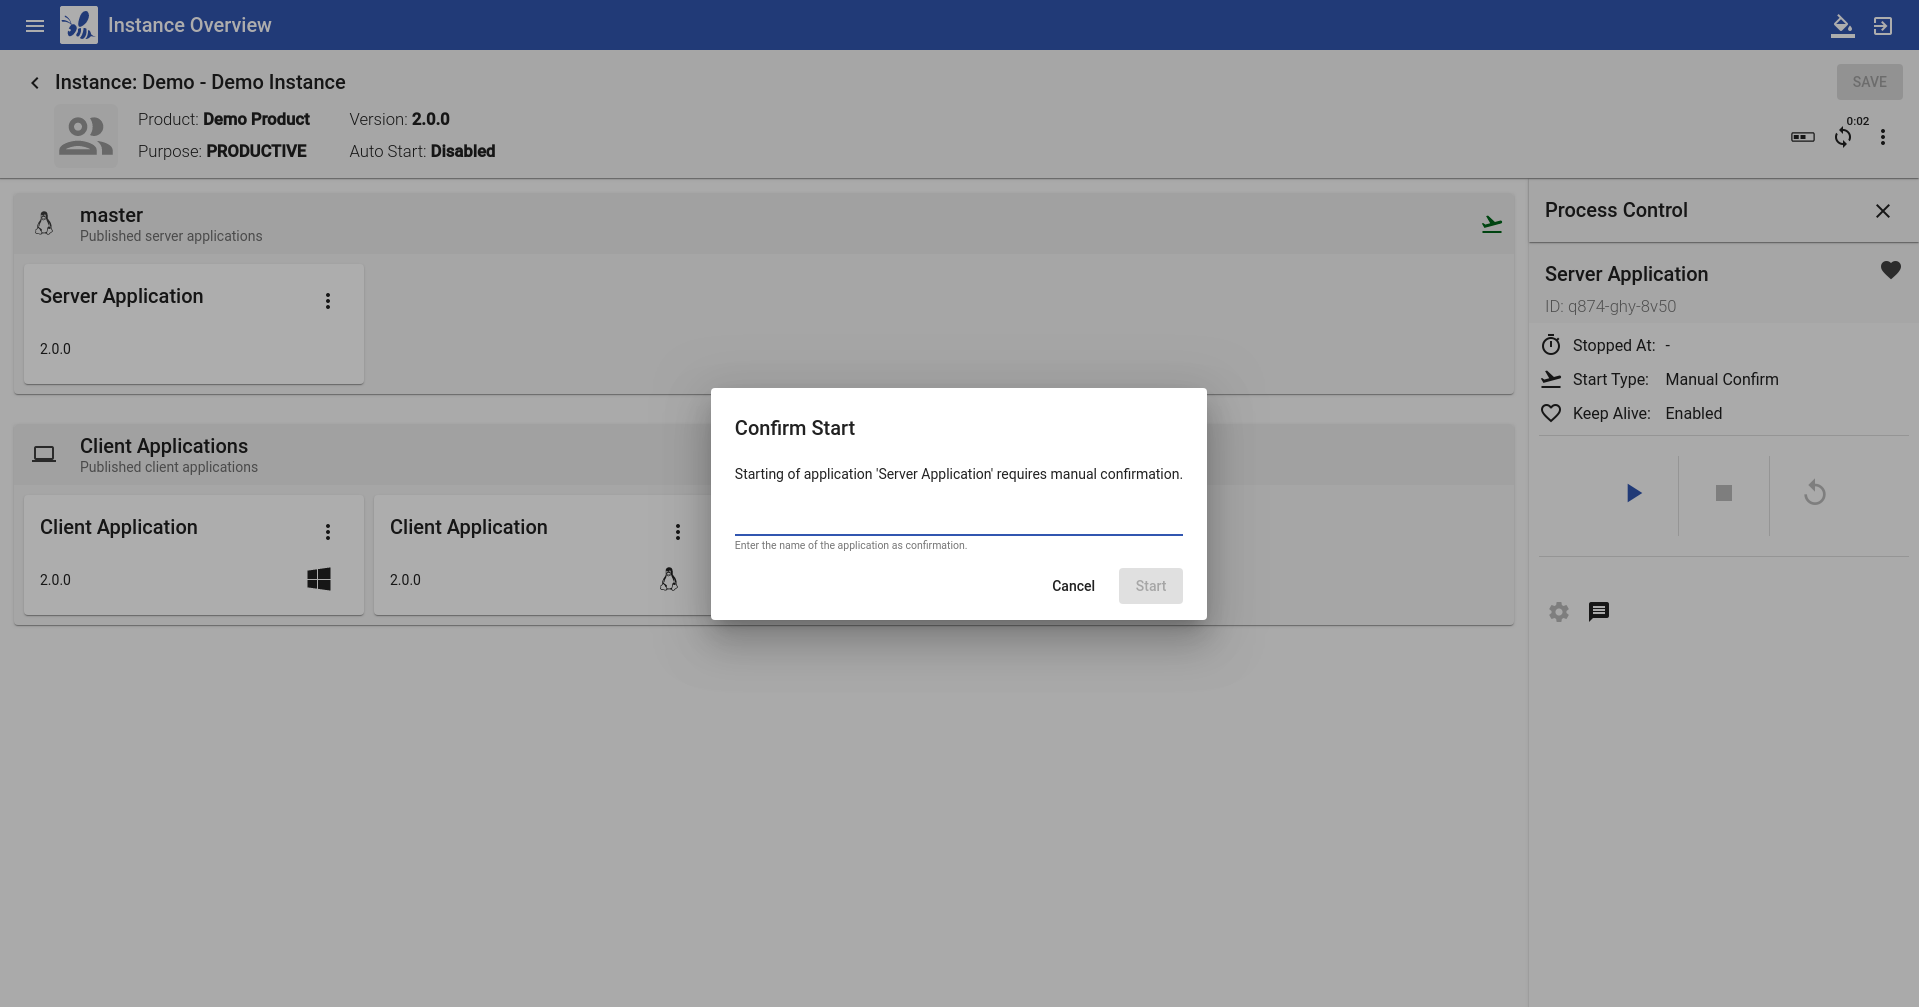 Instance Overview
Instance: Demo - Demo Instance
SAVE
Product: Demo Product Version: 2.0.0
Purpose: PRODUCTIVE Auto Start: Disabled
0:02
master
Published server applications
Server Application
2.0.0
Client Applications
Published client applications
Client Application
2.0.0
Client Application
2.0.0
Confirm Start
Starting of application 'Server Application' requires manual confirmation.
Enter the name of the application as confirmation.
Cancel Start
Process Control
Server Application
ID: q874-ghy-8v50
Stopped At: -
Start Type: Manual Confirm
Keep Alive: Enabled